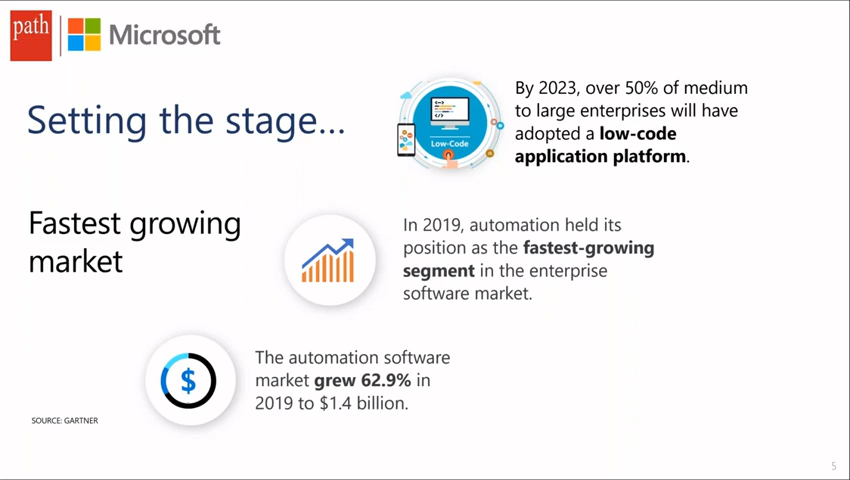 path
Microsoft
Setting the stage...
By 2023, over 50% of medium
to large enterprises will have
adopted a low-code
application platform.
Low-Code
Fastest growing
market
In 2019, automation held its
position as the fastest-growing
segment in the enterprise
software market.
The automation software
market grew 62.9% in
2019 to $1.4 billion.
$
SOURCE: GARTNER
5